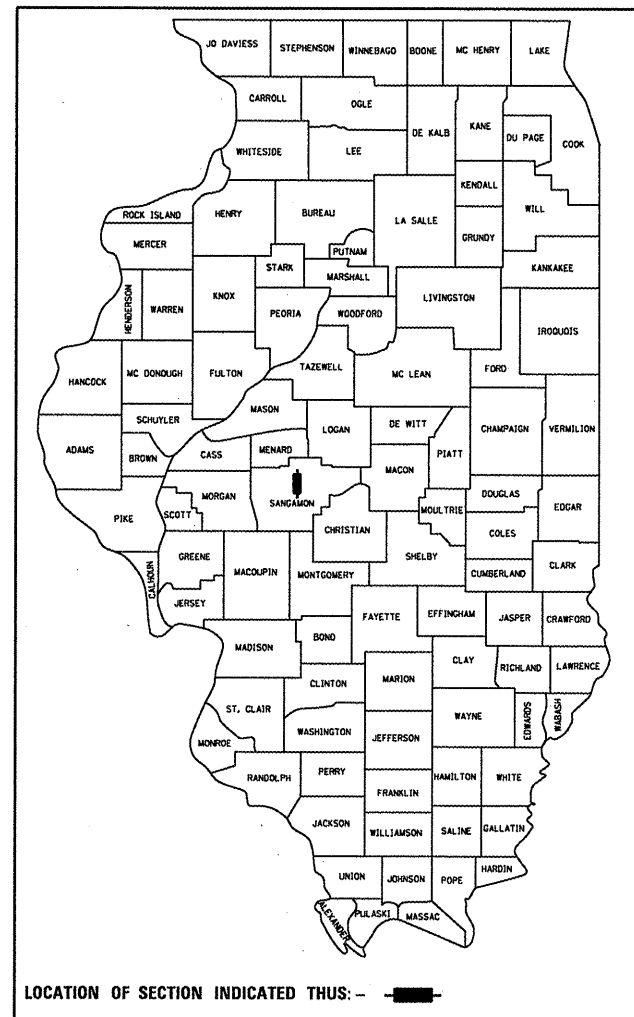 JO DAVIESS STEPHENSON WINNEBAGO BOONE MC HENRY LAKE
CARROLL OGLE DE KALB KANE DU PAGE COOK
WHITESIDE LEE
KENDALL WILL
ROCK ISLAND HENRY BUREAU LA SALLE GRUNDY
MERCER PUTNAM
STARK MARSHALL KANKAKEE
HENDERSON WARREN KNOX PEORIA WOODFORD LIVINGSTON IROQUOIS
HANCOCK MC DONOUGH FULTON TAZEWELL MC LEAN FORD
MASON
SCHUYLER LOGAN DE WITT CHAMPAIGN VERMILION
ADAMS BROWN CASS MENARD MACON PIATT
MORGAN SANGAMON DOUGLAS
PIKE SCOTT CHRISTIAN MOULTRIE COLES EDGAR
GREENE MACOUPIN MONTGOMERY SHELBY CUMBERLAND CLARK
CALHOUN JERSEY
FAYETTE EFFINGHAM JASPER CRAWFORD
MADISON BOND CLAY RICHLAND LAWRENCE
CLINTON MARION
ST. CLAIR WAYNE EDWARDS WABASH
WASHINGTON JEFFERSON
MONROE
RANDOLPH PERRY HAMILTON WHITE
FRANKLIN
JACKSON WILLIAMSON SALINE GALLATIN
UNION JOHNSON POPE HARDIN
ALEXANDER PULASKI MASSAC
LOCATION OF SECTION INDICATED THUS: -